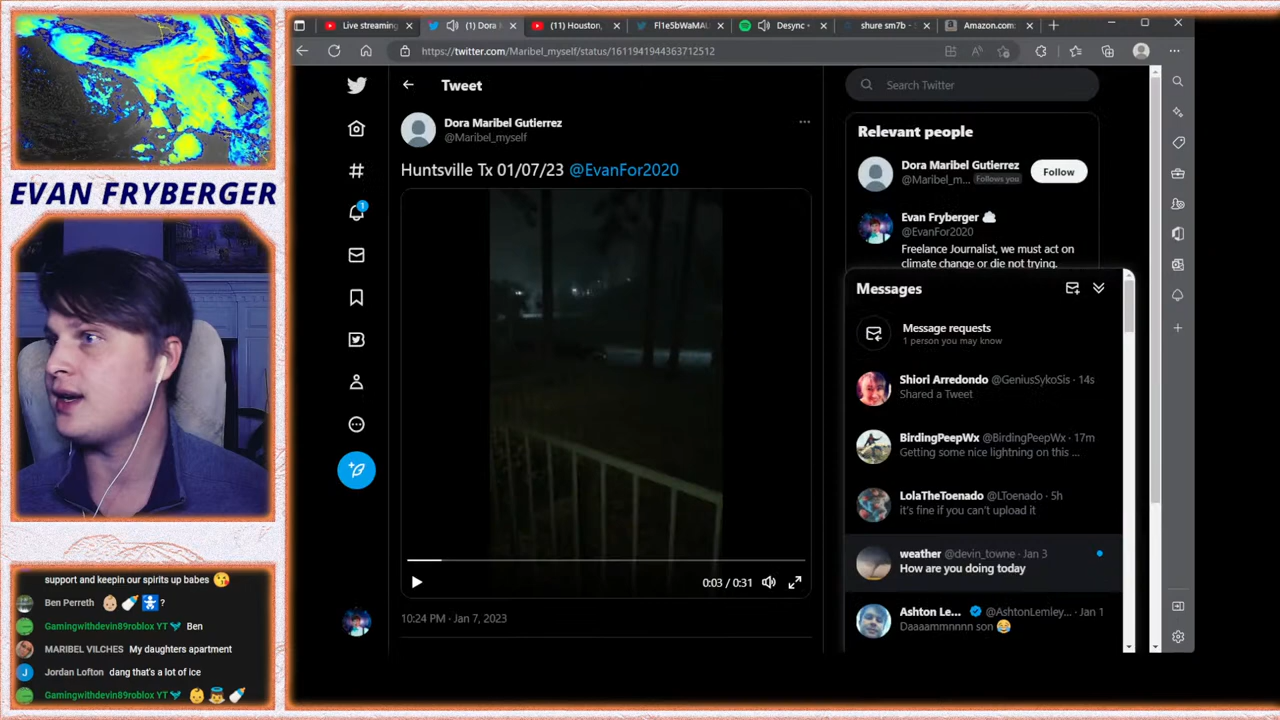 Live streaming
(1) Dora
(11) Houston,
Fl1e5bWaMAU
Desync
shure sm7b
Amazon.com:
https://twitter.com/Maribel_myself/status/1611941944363712512
EVAN FRYBERGER
support and keepin our spirits up babes 😘
Ben Perreth 👶🏼 🍼 🚼 ?
Gamingwithdevin89roblox YT Ben
MARIBEL VILCHES My daughters apartment
J
Jordan Lofton dang that's a lot of ice
Gamingwithdevin89roblox YT 👶 👼 🍼
1
Tweet
Dora Maribel Gutierrez
@Maribel_myself
Huntsville Tx 01/07/23 @EvanFor2020
0:03 / 0:31
10:24 PM · Jan 7, 2023
Search Twitter
Relevant people
Dora Maribel Gutierrez
@Maribel_m... Follows you
Follow
Evan Fryberger
@EvanFor2020
Freelance Journalist, we must act on
climate change or die not trying.
Messages
Message requests
1 person you may know
Shiori Arredondo @GeniusSykoSis · 14s
Shared a Tweet
BirdingPeepWx @BirdingPeepWx · 17m
Getting some nice lightning on this ...
LolaTheToenado @LToenado · 5h
it's fine if you can't upload it
weather @devin_towne · Jan 3
How are you doing today
Ashton Le... @AshtonLemley... · Jan 1
Daaaammnnnn son 😂